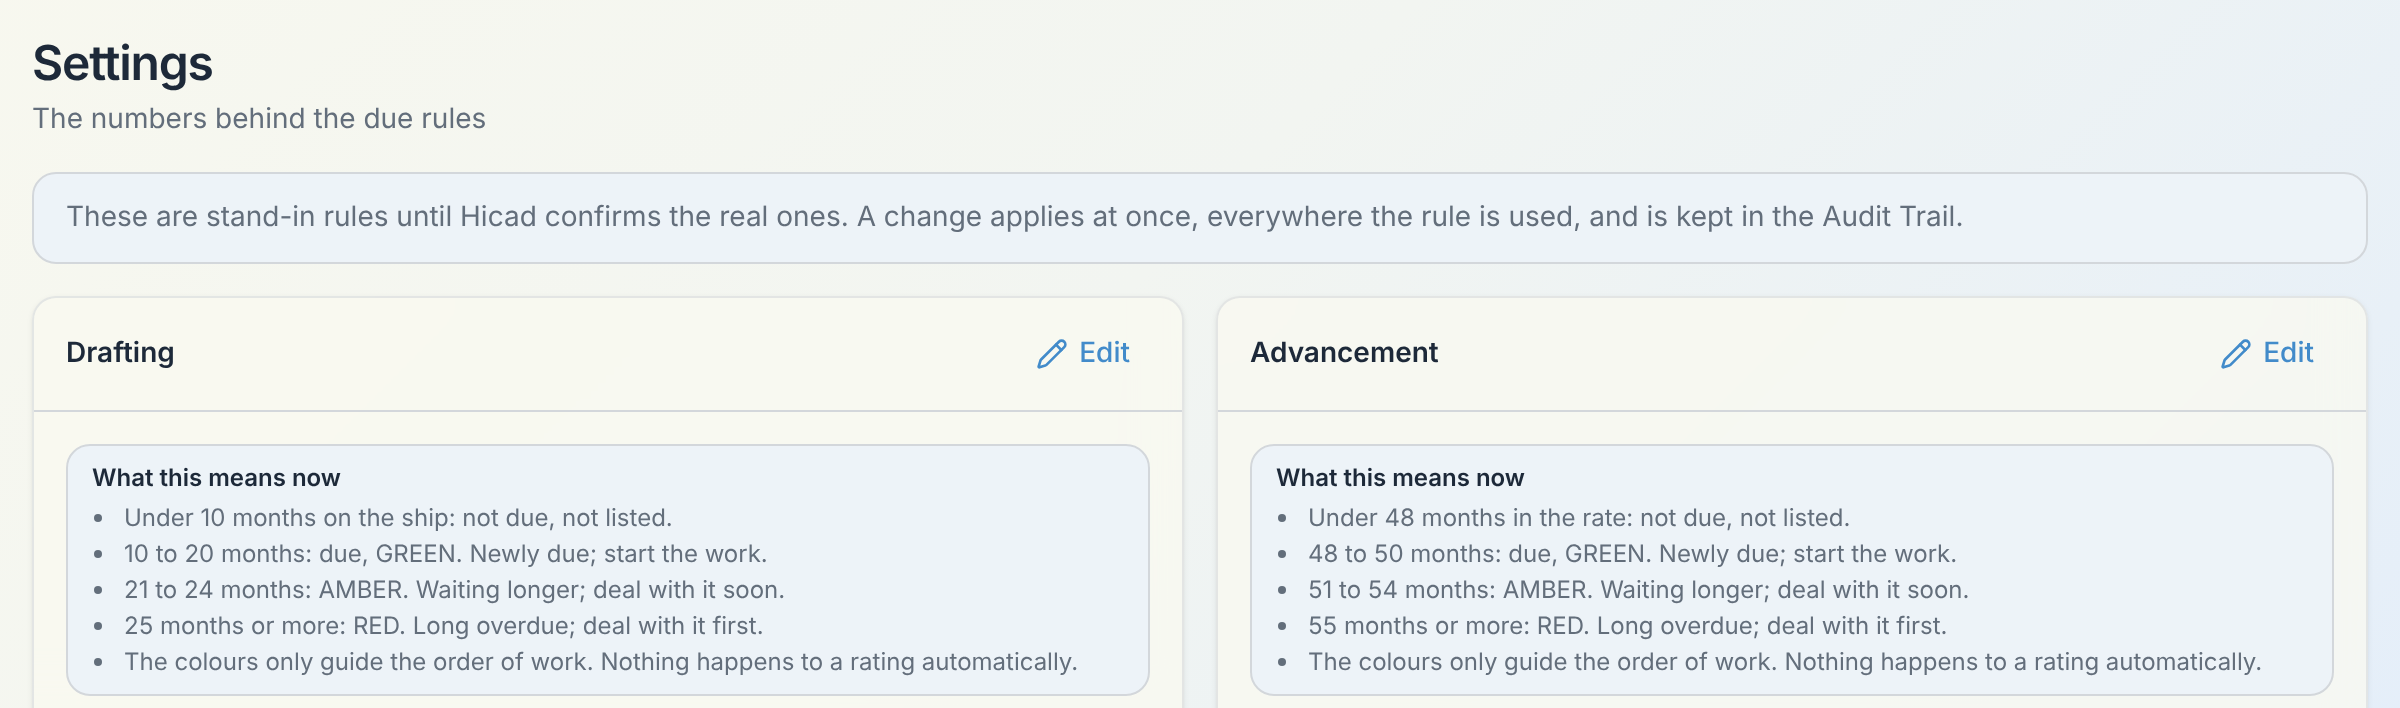 Settings
The numbers behind the due rules
These are stand-in rules until Hicad confirms the real ones. A change applies at once, everywhere the rule is used, and is kept in the Audit Trail.
Drafting
Edit
What this means now
• Under 10 months on the ship: not due, not listed.
• 10 to 20 months: due, GREEN. Newly due; start the work.
• 21 to 24 months: AMBER. Waiting longer; deal with it soon.
• 25 months or more: RED. Long overdue; deal with it first.
• The colours only guide the order of work. Nothing happens to a rating automatically.
Advancement
Edit
What this means now
• Under 48 months in the rate: not due, not listed.
• 48 to 50 months: due, GREEN. Newly due; start the work.
• 51 to 54 months: AMBER. Waiting longer; deal with it soon.
• 55 months or more: RED. Long overdue; deal with it first.
• The colours only guide the order of work. Nothing happens to a rating automatically.